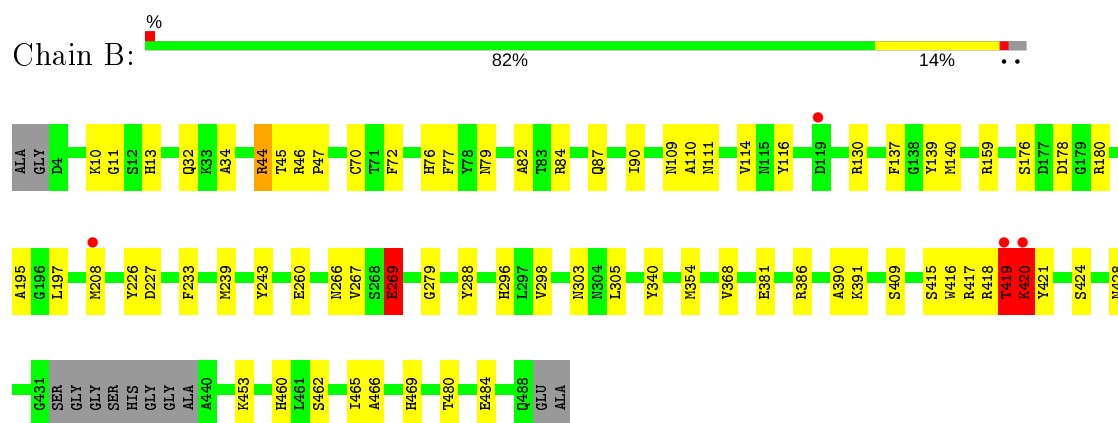 %
Chain B:
82% 14% • •
ALA GLY D4 K10 G11 S12 H13 Q32 K33 A34 R44 T45 R46 P47 C70 T71 F72 H76 F77 Y78 N79 A82 T83 R84 Q87 I90 N109 A110 N111 V114 N115 Y116 D119 R130 F137 G138 Y139 M140 R159 S176 D177 D178 G179 R180
A195 G196 L197 M208 Y226 D227 F233 M239 Y243 E260 N266 V267 S268 E269 G279 Y288 H296 L297 V298 N303 N304 L305 Y340 M354 V368 E381 R386 A390 K391 S409 S415 W416 R417 R418 T419 K420 Y421 S424 N428
G431 SER GLY GLY SER HIS GLY GLY ALA A440 K453 H460 L461 S462 I465 A466 H469 T480 E484 Q488 GLU ALA